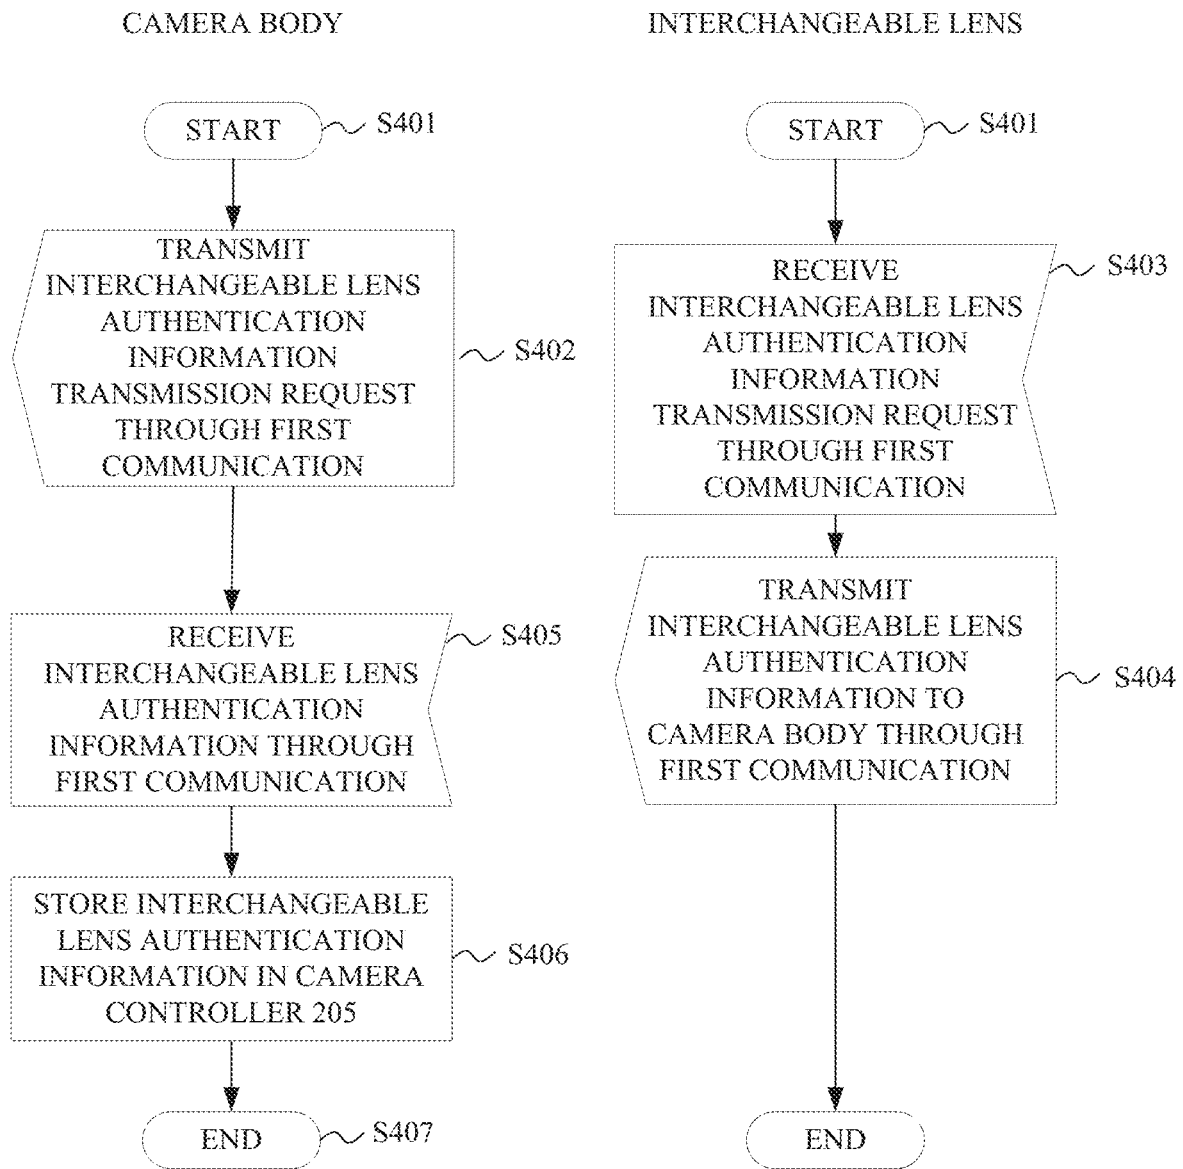 CAMERA BODY
START
S401
TRANSMIT
INTERCHANGEABLE LENS
AUTHENTICATION
INFORMATION
TRANSMISSION REQUEST
THROUGH FIRST
COMMUNICATION
S402
RECEIVE
INTERCHANGEABLE LENS
AUTHENTICATION
INFORMATION THROUGH
FIRST COMMUNICATION
S405
STORE INTERCHANGEABLE
LENS AUTHENTICATION
INFORMATION IN CAMERA
CONTROLLER 205
S406
END
S407
INTERCHANGEABLE LENS
START
S401
RECEIVE
INTERCHANGEABLE LENS
AUTHENTICATION
INFORMATION
TRANSMISSION REQUEST
THROUGH FIRST
COMMUNICATION
S403
TRANSMIT
INTERCHANGEABLE LENS
AUTHENTICATION
INFORMATION TO
CAMERA BODY THROUGH
FIRST COMMUNICATION
S404
END